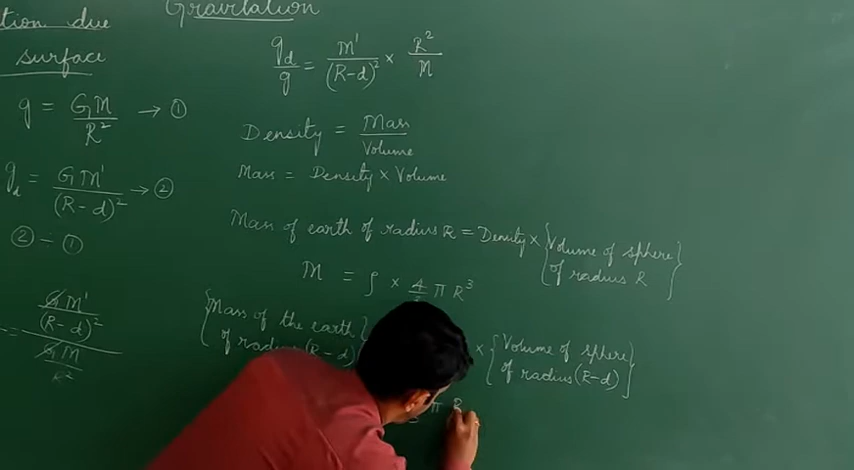 Gravitation
tion due
surface
g = GM/R² → ①
g_d = GM'/(R-d)² → ②
② ÷ ①
= G M'/(R-d)² / GM/R²
g_d/g = M'/(R-d)² × R²/M
Density = Mass/Volume
Mass = Density × Volume
Mass of earth of radius R = Density × {Volume of sphere
of radius R}
M = ρ × 4/ π R³
{Mass of the earth
of radius (R-d)} × {Volume of sphere
of radius (R-d)}
π R